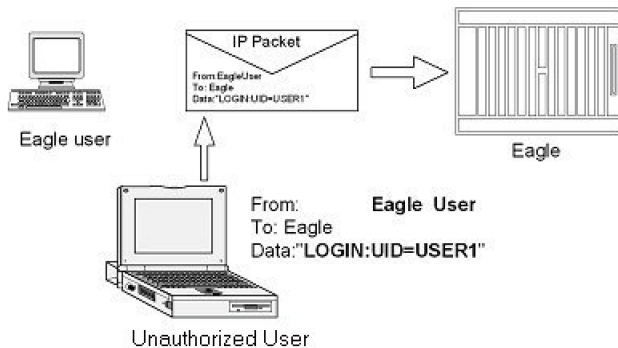 IP Packet
From:EagleUser
To: Eagle
Data:"LOGIN:UID=USER1"
Eagle user
Eagle
From: Eagle User
To: Eagle
Data:"LOGIN:UID=USER1"
Unauthorized User